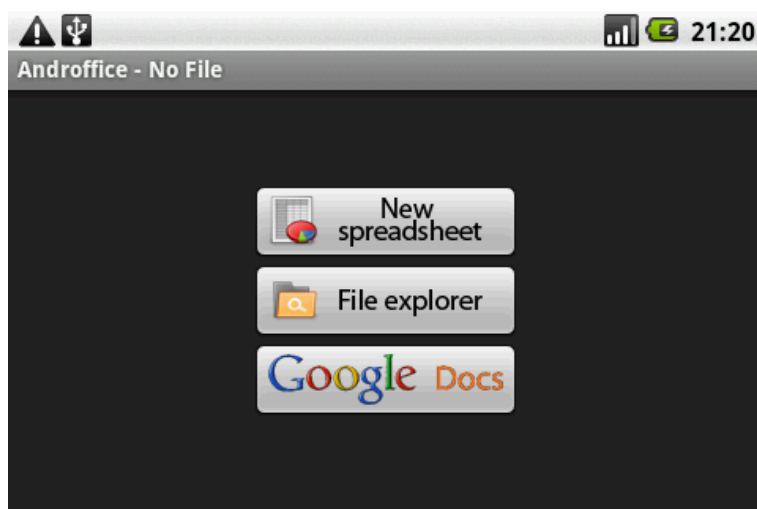 21:20
Androffice - No File
New
spreadsheet
File explorer
Google Docs